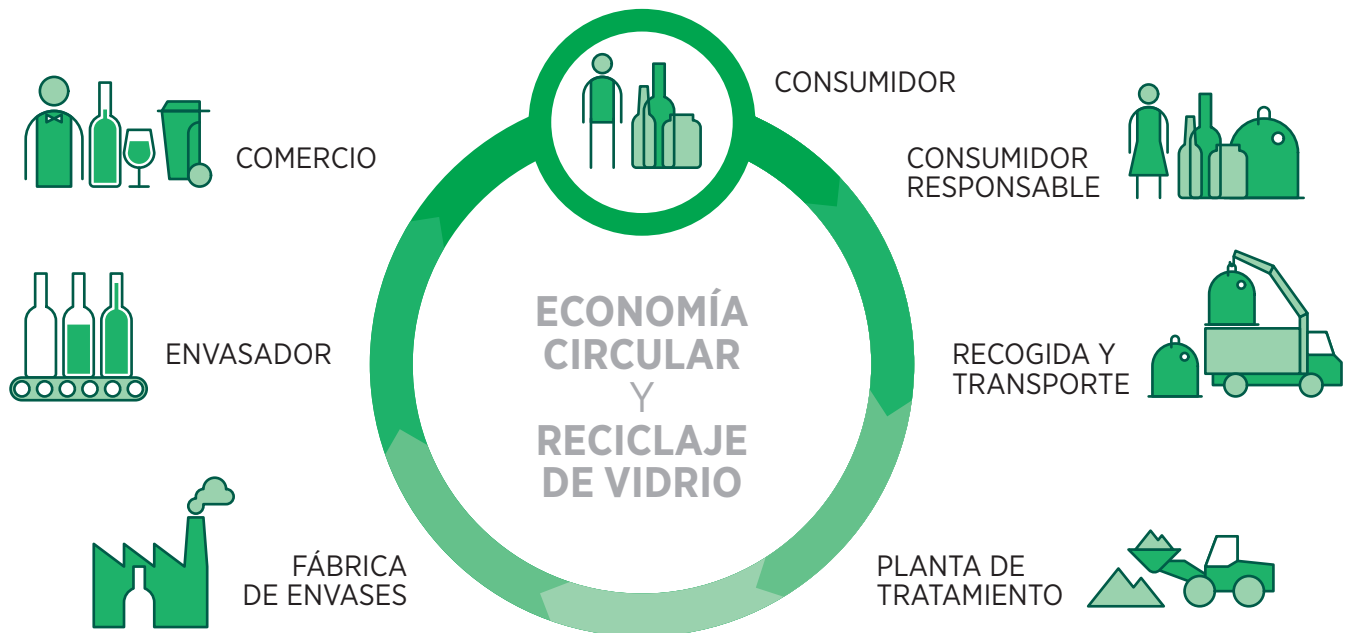 CONSUMIDOR
COMERCIO
CONSUMIDOR
RESPONSABLE
ENVASADOR
ECONOMÍA
CIRCULAR
Y
RECICLAJE
DE VIDRIO
RECOGIDA Y
TRANSPORTE
FÁBRICA
DE ENVASES
PLANTA DE
TRATAMIENTO